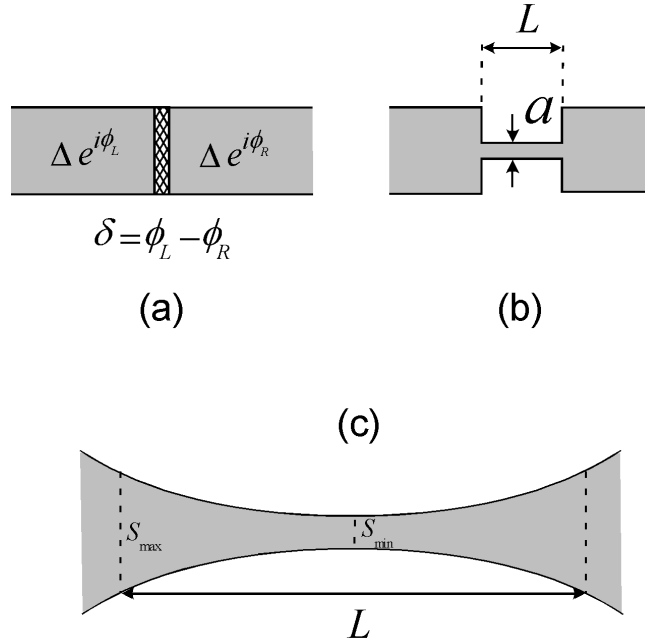 L
a
Δ e^{iϕ_L} Δ e^{iϕ_R}
δ = ϕ_L − ϕ_R
(a) (b)
(c)
S_max S_min
L